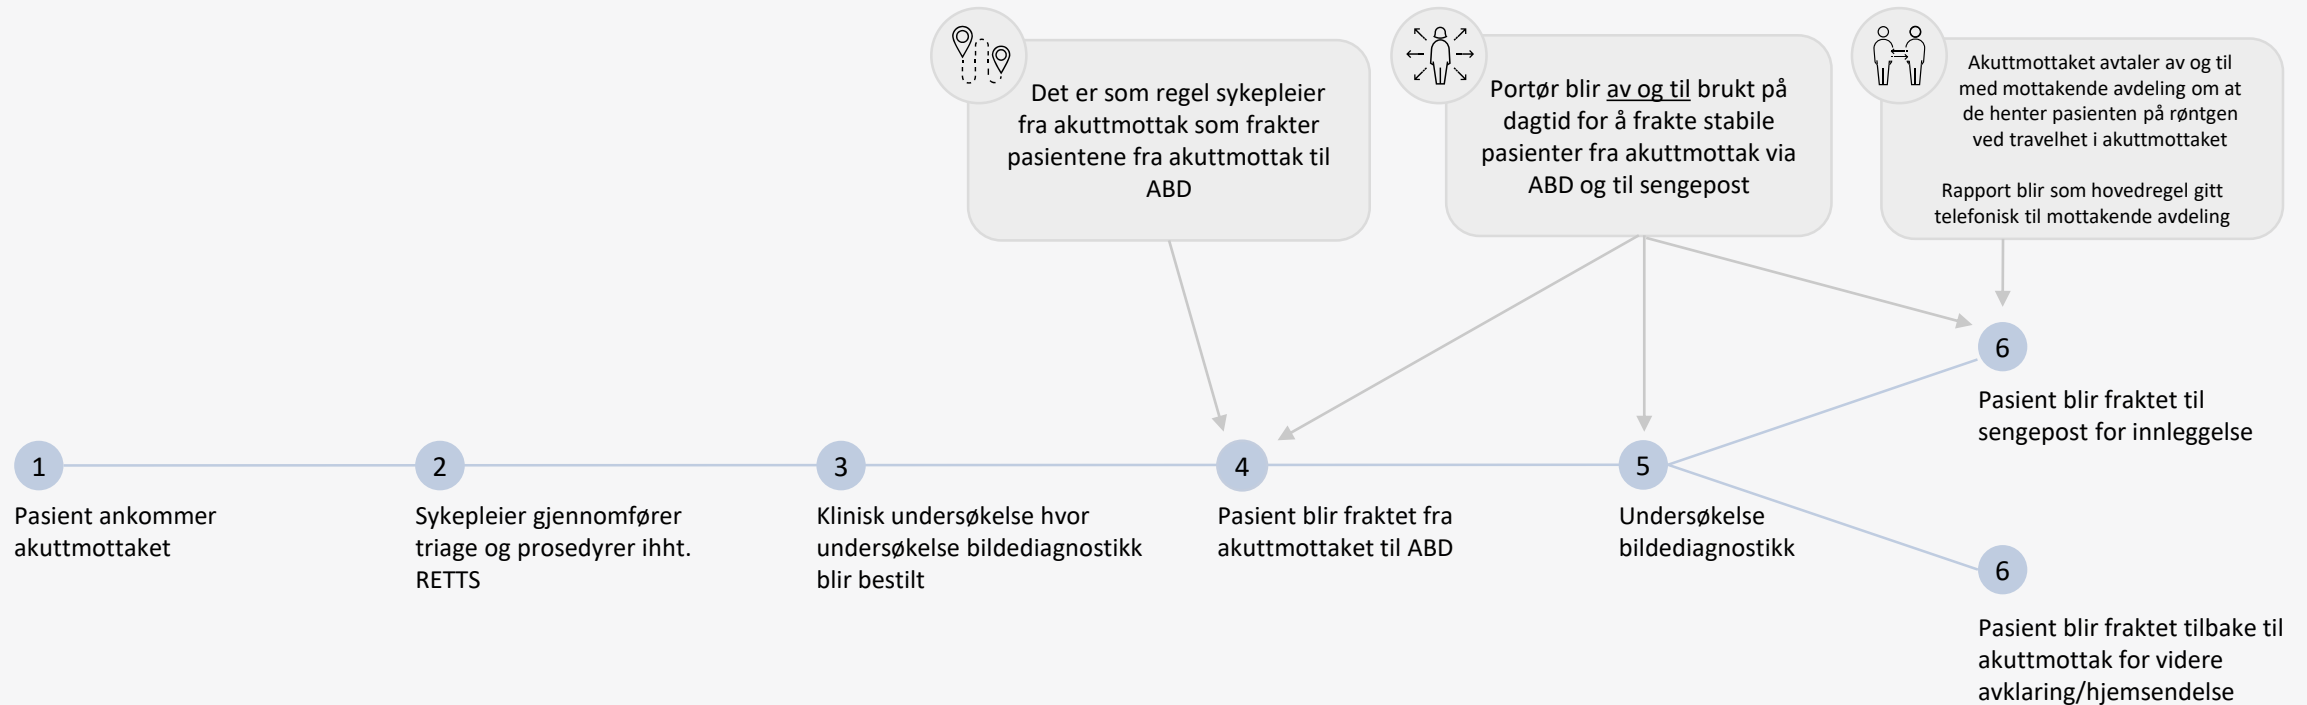 Det er som regel sykepleier
fra akuttmottak som frakter
pasientene fra akuttmottak til
ABD
Portør blir av og til brukt på
dagtid for å frakte stabile
pasienter fra akuttmottak via
ABD og til sengepost
Akuttmottaket avtaler av og til
med mottakende avdeling om at
de henter pasienten på røntgen
ved travelhet i akuttmottaket
Rapport blir som hovedregel gitt
telefonisk til mottakende avdeling
1
Pasient ankommer
akuttmottaket
2
Sykepleier gjennomfører
triage og prosedyrer ihht.
RETTS
3
Klinisk undersøkelse hvor
undersøkelse bildediagnostikk
blir bestilt
4
Pasient blir fraktet fra
akuttmottaket til ABD
5
Undersøkelse
bildediagnostikk
6
Pasient blir fraktet til
sengepost for innleggelse
6
Pasient blir fraktet tilbake til
akuttmottak for videre
avklaring/hjemsendelse